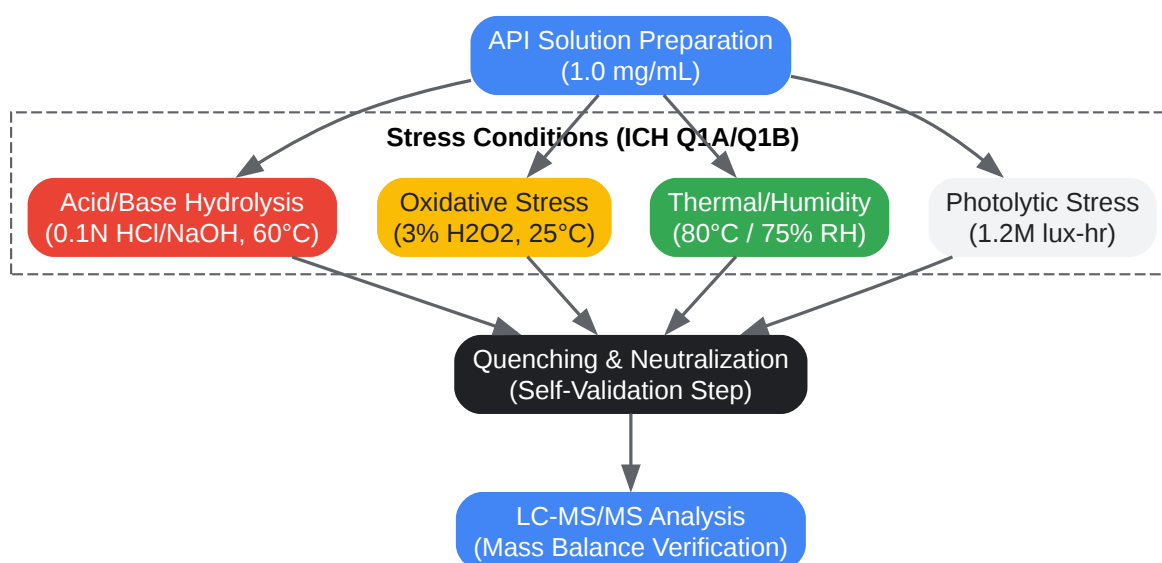 API Solution Preparation
(1.0 mg/mL)
Stress Conditions (ICH Q1A/Q1B)
Acid/Base Hydrolysis
(0.1N HCl/NaOH, 60°C)
Oxidative Stress
(3% H2O2, 25°C)
Thermal/Humidity
(80°C / 75% RH)
Photolytic Stress
(1.2M lux-hr)
Quenching & Neutralization
(Self-Validation Step)
LC-MS/MS Analysis
(Mass Balance Verification)